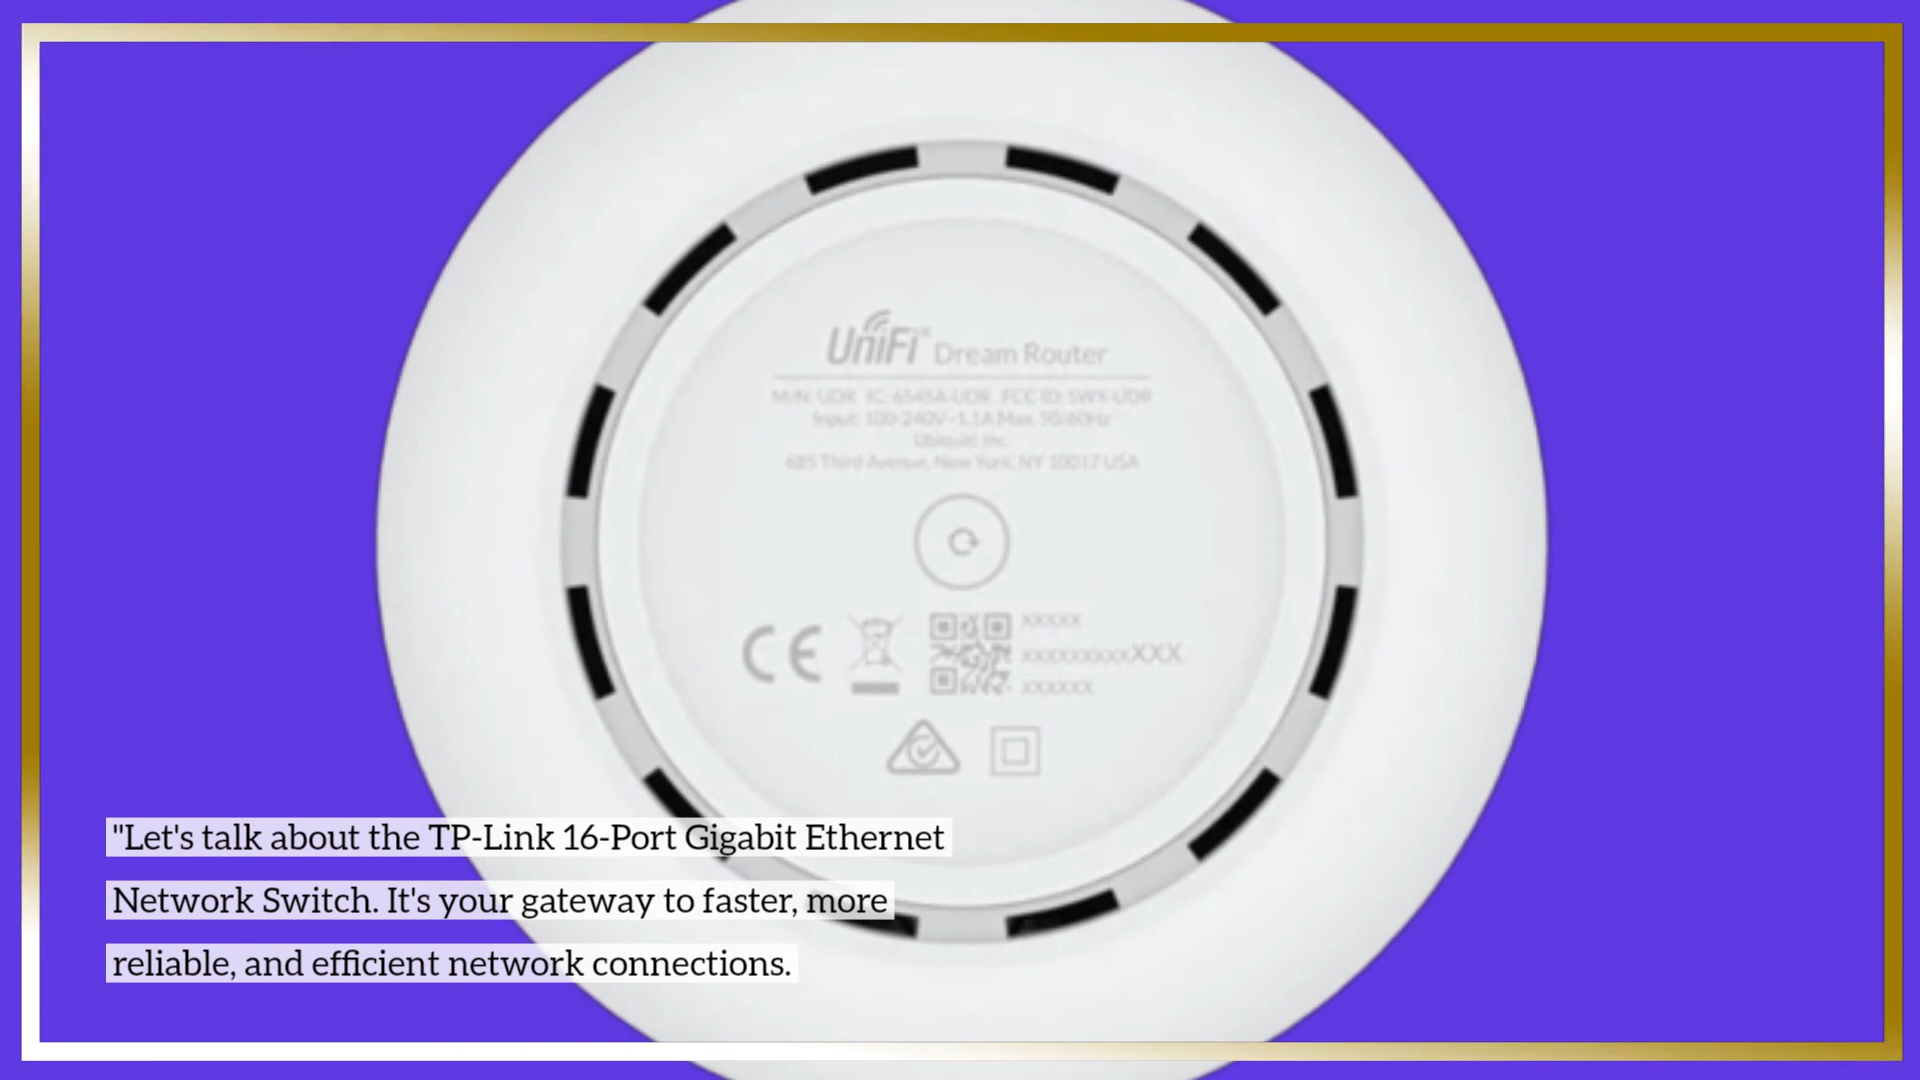 UniFi Dream Router
M/N: UDR IC: 6545A-UDR FCC ID: SWX-UDR
Input: 100-240V~1.1A Max. 50/60Hz
Ubiquiti Inc.
685 Third Avenue, New York, NY 10017 USA
CE
XXXXX
xxxxxxxxxXXX
XXXXXX
"Let's talk about the TP-Link 16-Port Gigabit Ethernet
Network Switch. It's your gateway to faster, more
reliable, and efficient network connections.